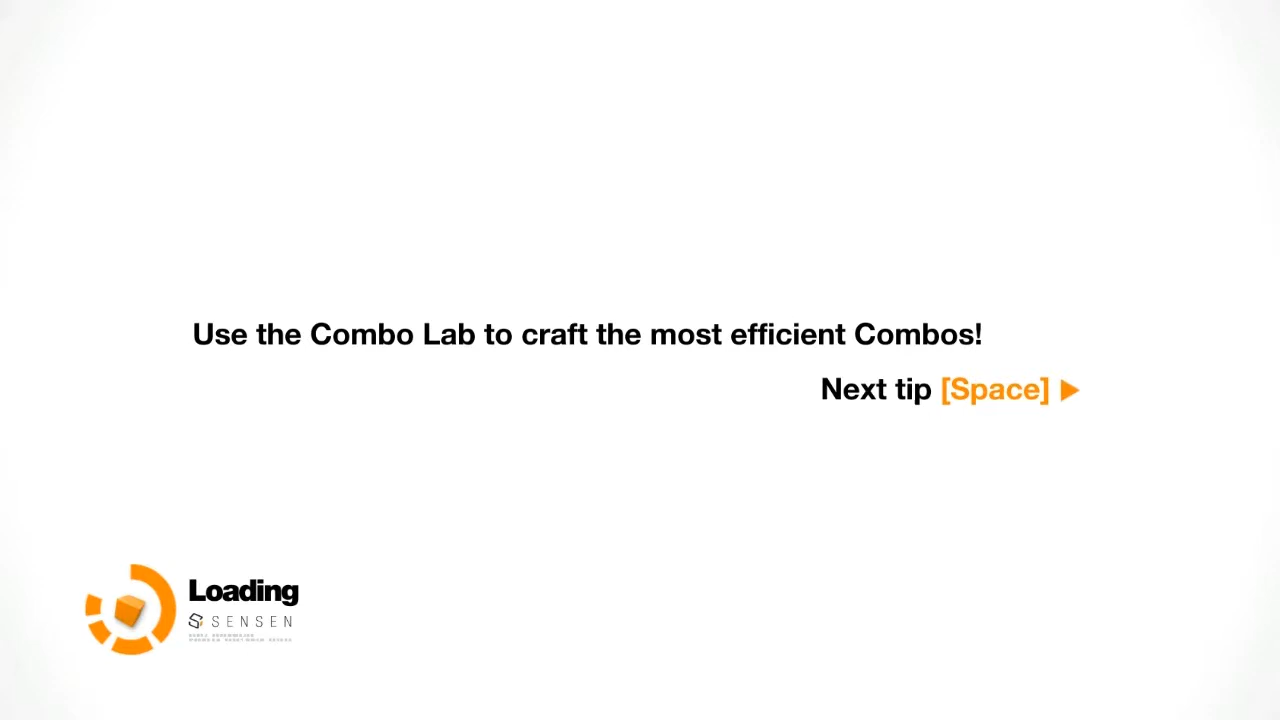 Use the Combo Lab to craft the most efficient Combos!
Next tip [Space]
Loading
SENSEN